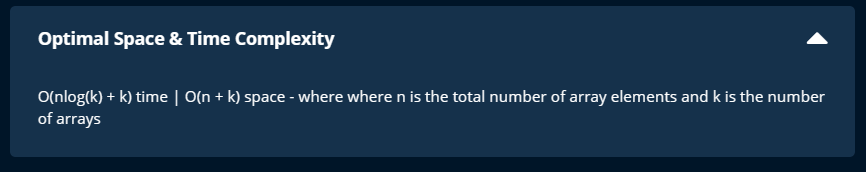 Optimal Space & Time Complexity
O(nlog(k) + k) time | O(n + k) space - where where n is the total number of array elements and k is the number
of arrays